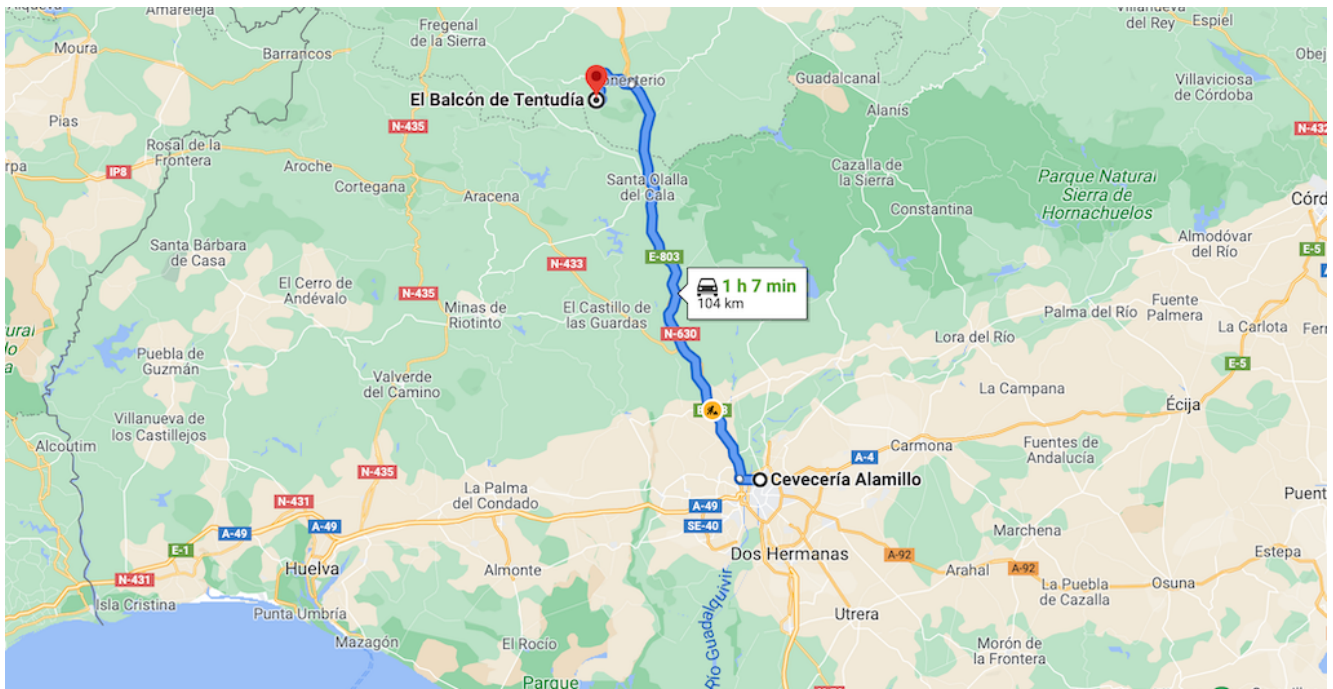 Amareleja
Moura
Barrancos
Fregenal
de la Sierra
Villanueva
del Rey
Espiel
El Balcón de Tentudía
Guadalcanal
Villaviciosa
de Córdoba
Alanís
Pias
N-435
N-432
Rosal de la
Frontera
IP8
Aroche
Cortegana
Aracena
Santa Olalla
del Cala
Cazalla de
la Sierra
Constantina
Parque Natural
Sierra de
Hornachuelos
Córd
Almodóvar
del Río
E-5
Santa Bárbara
de Casa
E-803
N-433
El Cerro de
Andévalo
N-435
Minas de
Riotinto
El Castillo de
las Guardas
1 h 7 min
104 km
N-630
Palma del Río
Fuente
Palmera
La Carlota
Lora del Río
E-5
Puebla de
Guzmán
Valverde
del Camino
La Campana
Écija
Villanueva de
los Castillejos
Alcoutim
Carmona
A-4
Fuentes de
Andalucía
N-435
Cevecería Alamillo
La Palma
del Condado
N-431
A-49
SE-40
A-49
A-49
Marchena
E-1
Dos Hermanas
A-92
Estepa
Huelva
Almonte
Arahal
A-92
N-431
La Puebla
de Cazalla
Osuna
Isla Cristina
Punta Umbría
Utrera
Río Guadalquivir
Mazagón
El Rocío
Morón de
la Frontera
Parque